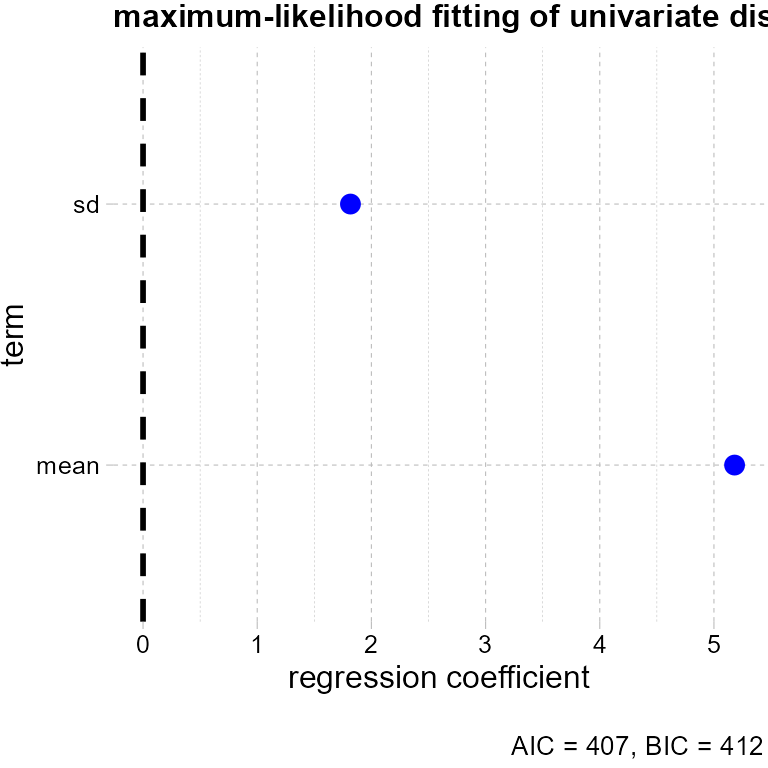 maximum-likelihood fitting of univariate dis
sd
mean
term
0 1 2 3 4 5
regression coefficient
AIC = 407, BIC = 412